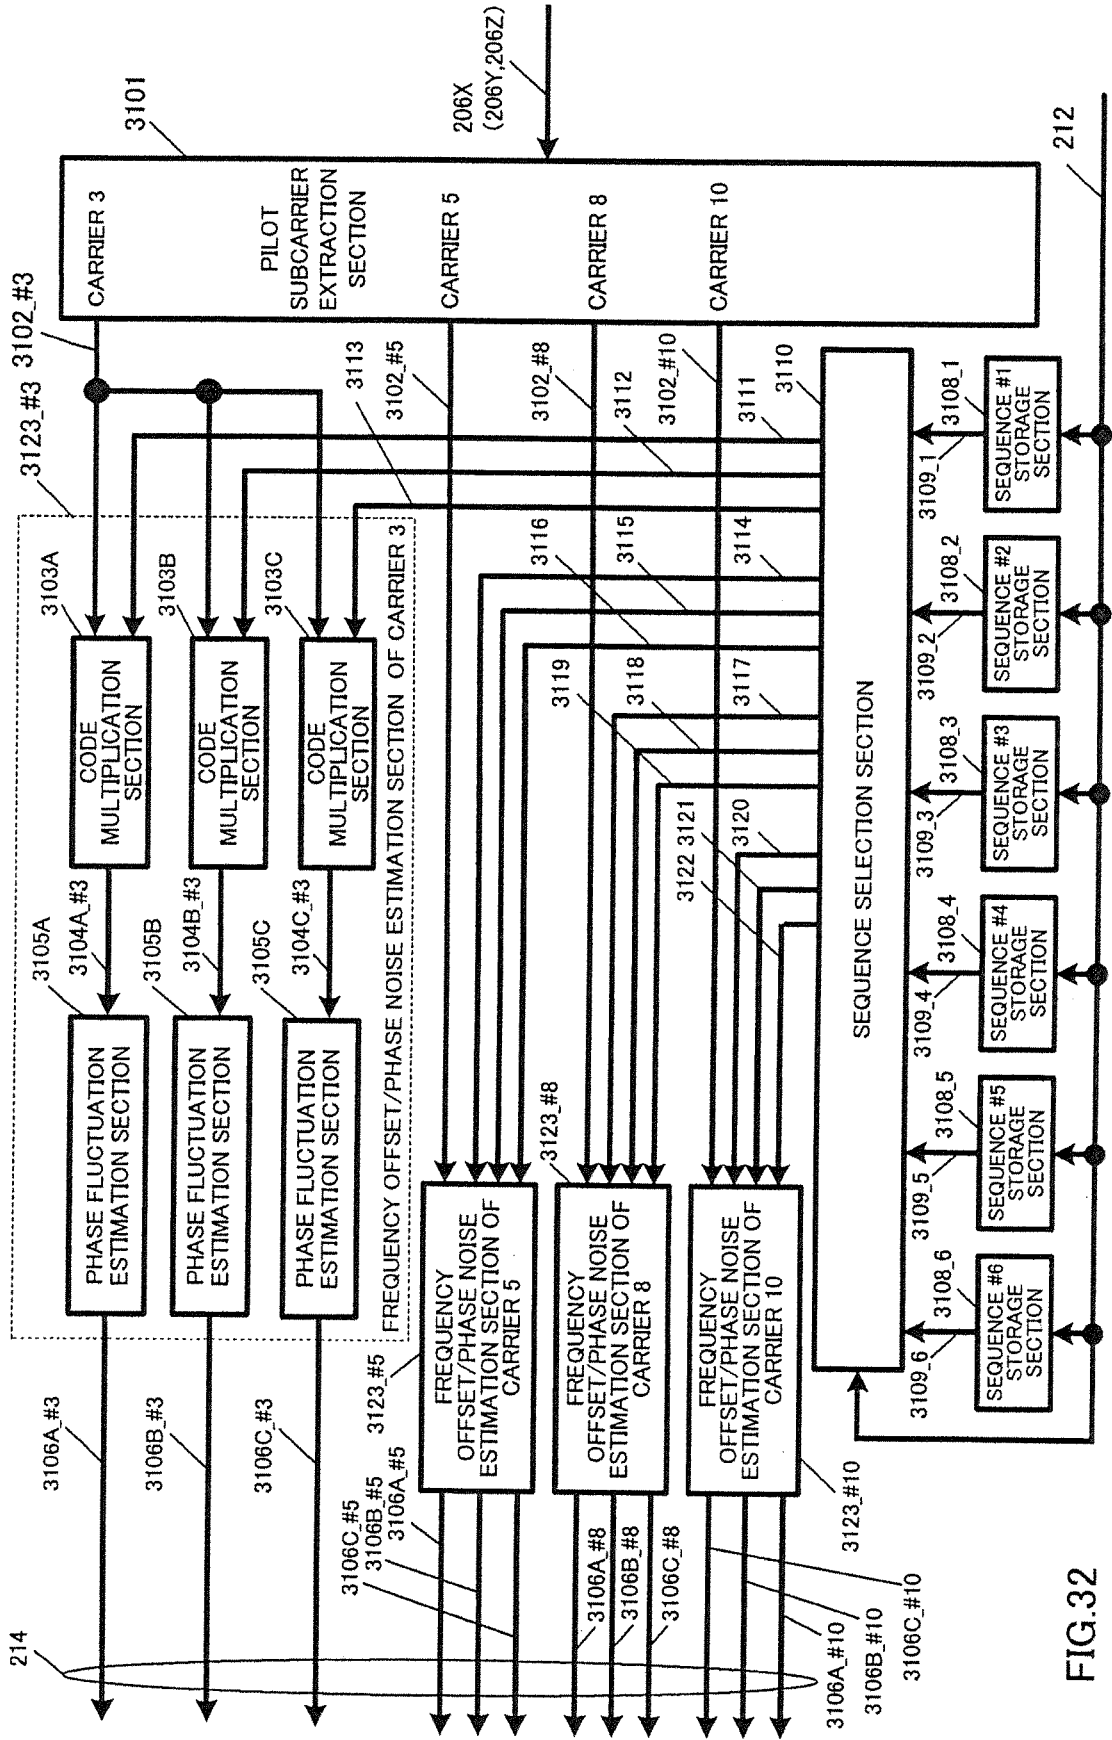 3101
PILOT
SUBCARRIER
EXTRACTION
SECTION
CARRIER 3
CARRIER 5
CARRIER 8
CARRIER 10
206X
(206Y,206Z)
212
3102_#3
3102_#5
3102_#8
3102_#10
3123_#3
3103A
3103B
3103C
CODE
MULTIPLICATION
SECTION
CODE
MULTIPLICATION
SECTION
CODE
MULTIPLICATION
SECTION
3104A_#3
3104B_#3
3104C_#3
3105A
3105B
3105C
PHASE FLUCTUATION
ESTIMATION SECTION
PHASE FLUCTUATION
ESTIMATION SECTION
PHASE FLUCTUATION
ESTIMATION SECTION
FREQUENCY OFFSET/PHASE NOISE ESTIMATION SECTION OF CARRIER 3
3106A_#3
3106B_#3
3106C_#3
214
3110
3111
3112
3113
3114
3115
3116
3117
3118
3119
3120
3121
3122
3123_#5
FREQUENCY
OFFSET/PHASE NOISE
ESTIMATION SECTION OF
CARRIER 5
3106C_#5
3106B_#5
3106A_#5
3123_#8
FREQUENCY
OFFSET/PHASE NOISE
ESTIMATION SECTION OF
CARRIER 8
3106A_#8
3106B_#8
3106C_#8
3123_#10
FREQUENCY
OFFSET/PHASE NOISE
ESTIMATION SECTION OF
CARRIER 10
3106A_#10
3106B_#10
3106C_#10
SEQUENCE SELECTION SECTION
3109_1
3108_1
SEQUENCE #1
STORAGE
SECTION
3109_2
3108_2
SEQUENCE #2
STORAGE
SECTION
3109_3
3108_3
SEQUENCE #3
STORAGE
SECTION
3109_4
3108_4
SEQUENCE #4
STORAGE
SECTION
3109_5
3108_5
SEQUENCE #5
STORAGE
SECTION
3109_6
3108_6
SEQUENCE #6
STORAGE
SECTION
FIG.32